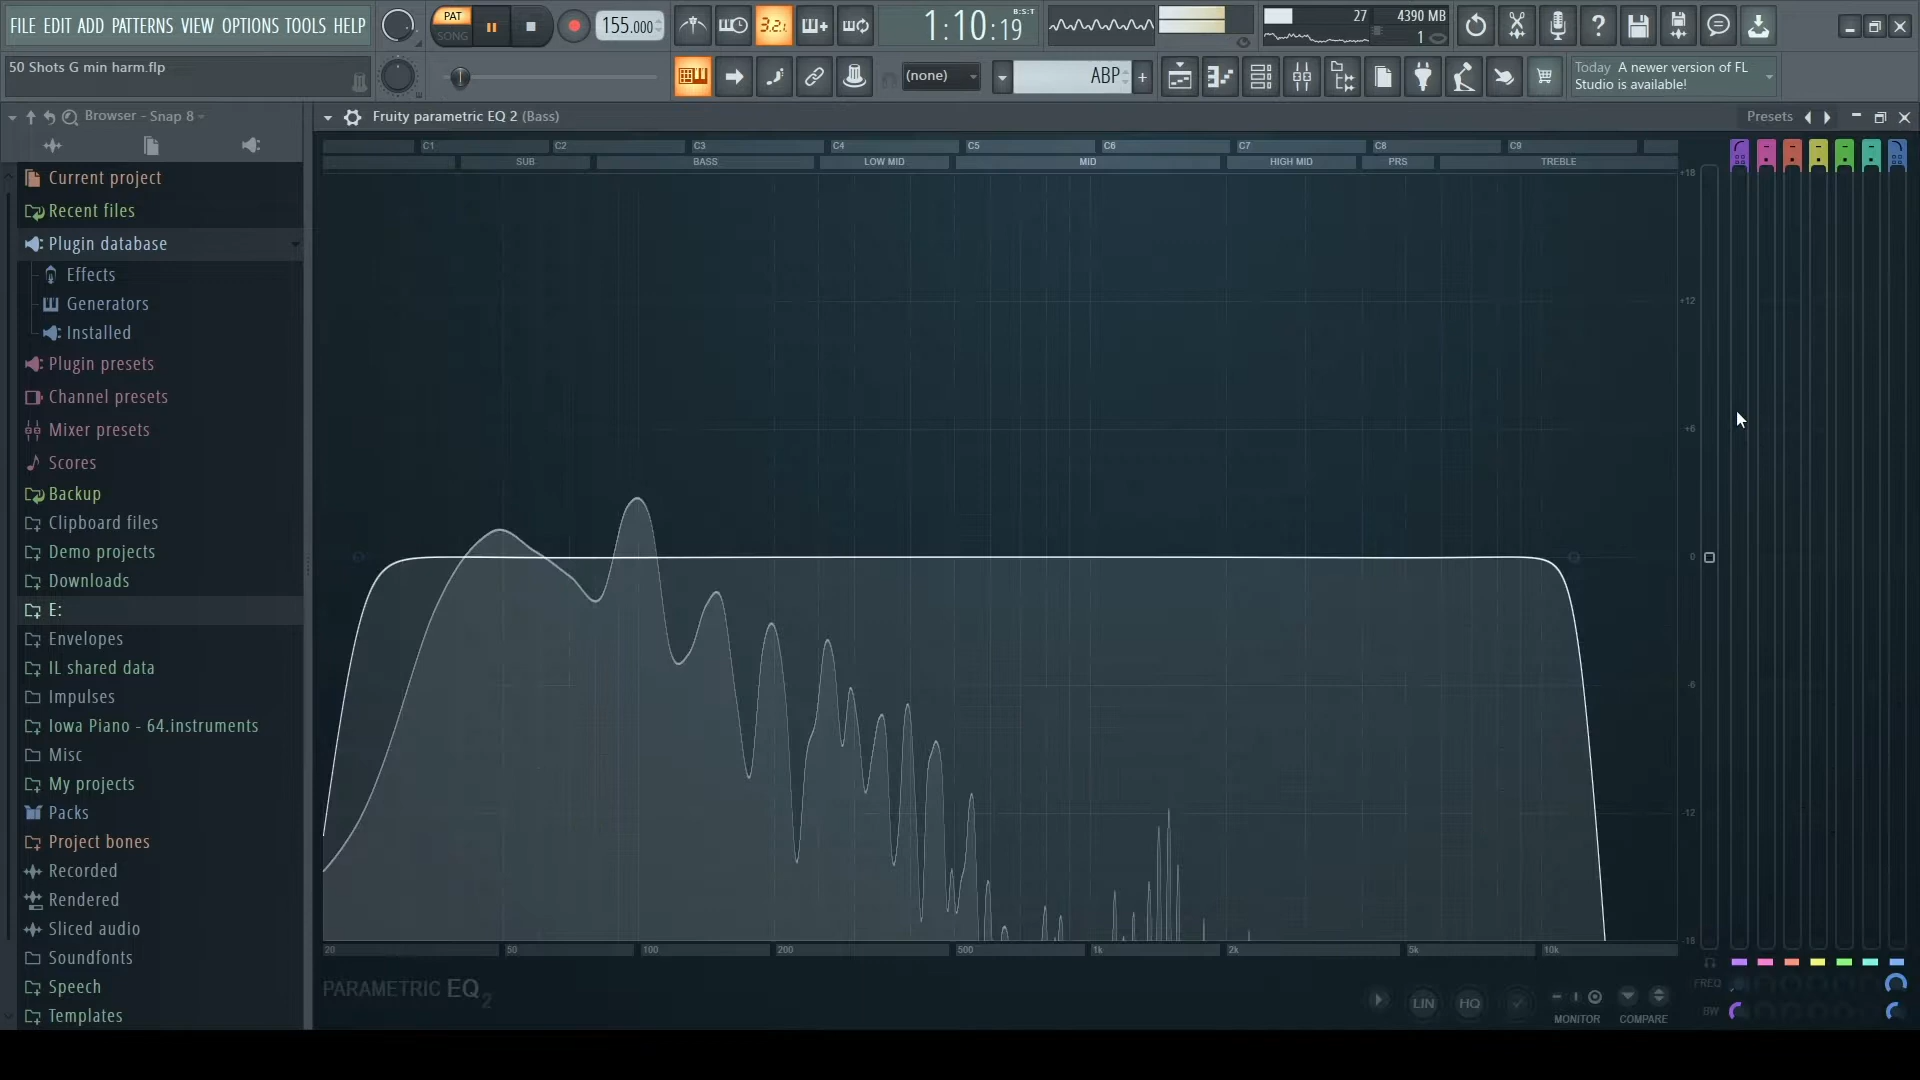 FILE EDIT ADD PATTERNS VIEW OPTIONS TOOLS HELP
PAT
SONG
155.000
3.2.1
1:10:19
B:S:T
27
4390 MB
1
50 Shots G min harm.flp
(none)
ABP
Today A newer version of FL
Studio is available!
Browser - Snap 8
Fruity parametric EQ 2 (Bass)
Presets
Current project
Recent files
Plugin database
Effects
Generators
Installed
Plugin presets
Channel presets
Mixer presets
Scores
Backup
Clipboard files
Demo projects
Downloads
E:
Envelopes
IL shared data
Impulses
Iowa Piano - 64.instruments
Misc
My projects
Packs
Project bones
Recorded
Rendered
Sliced audio
Soundfonts
Speech
Templates
C1 C2 C3 C4 C5 C6 C7 C8 C9
SUB BASS LOW MID MID HIGH MID PRS TREBLE
+18
+12
+6
0
-6
-12
-18
20 50 100 200 500 1k 2k 5k 10k
PARAMETRIC EQ 2
LIN
HQ
MONITOR
COMPARE
FREQ
BW